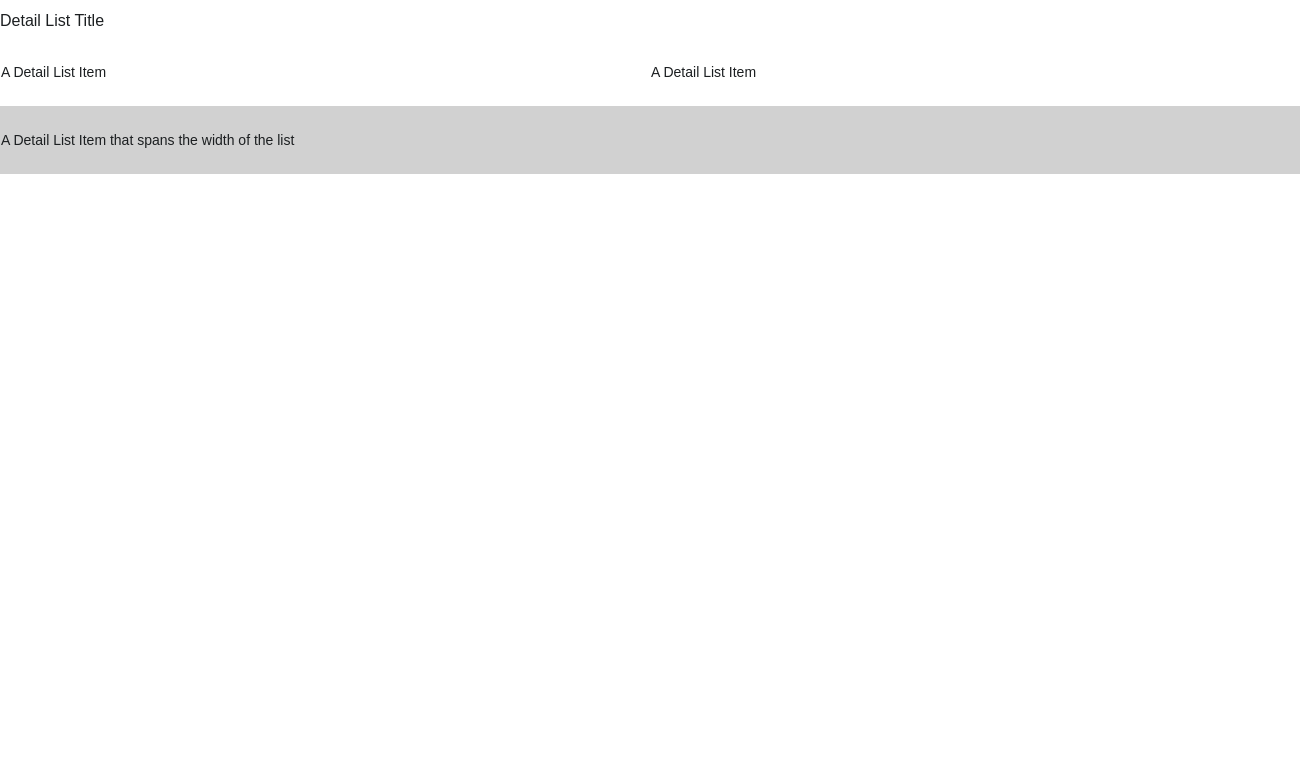 Detail List Title
A Detail List Item
A Detail List Item
A Detail List Item that spans the width of the list